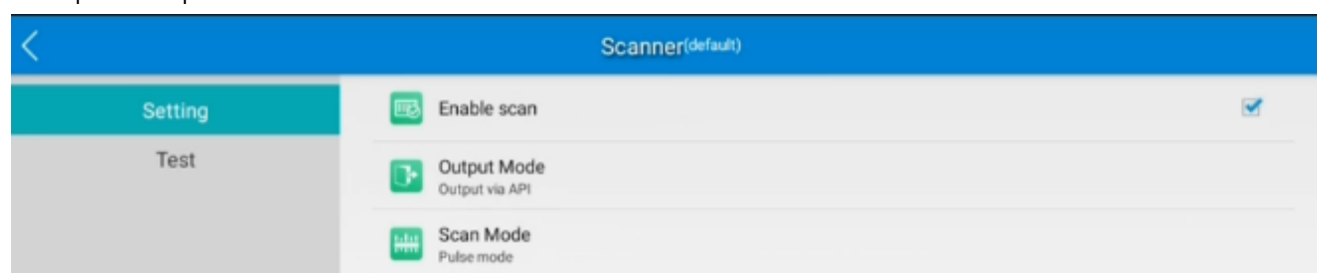 Scanner(default)
Setting
Test
Enable scan
Output Mode
Output via API
Scan Mode
Pulse mode